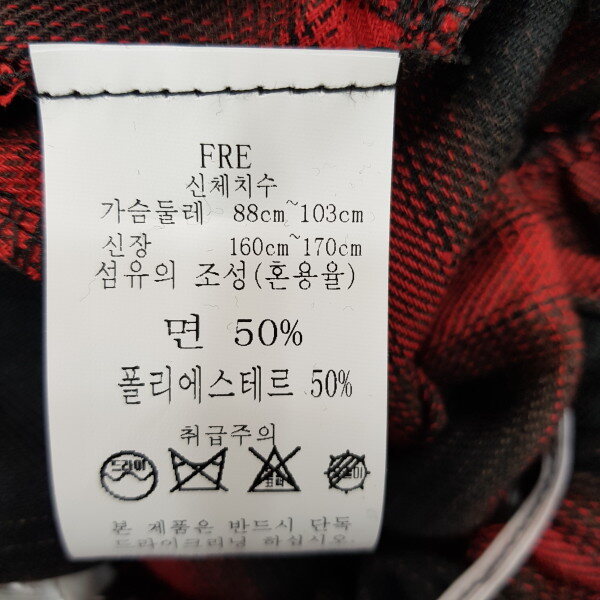 FRE
신체치수
가슴둘레 88cm~103cm
신장 160cm~170cm
섬유의 조성(혼용율)
면 50%
폴리에스테르 50%
취급주의
드라이
본 제품은 반드시 단독
드라이크리닝 하십시오.